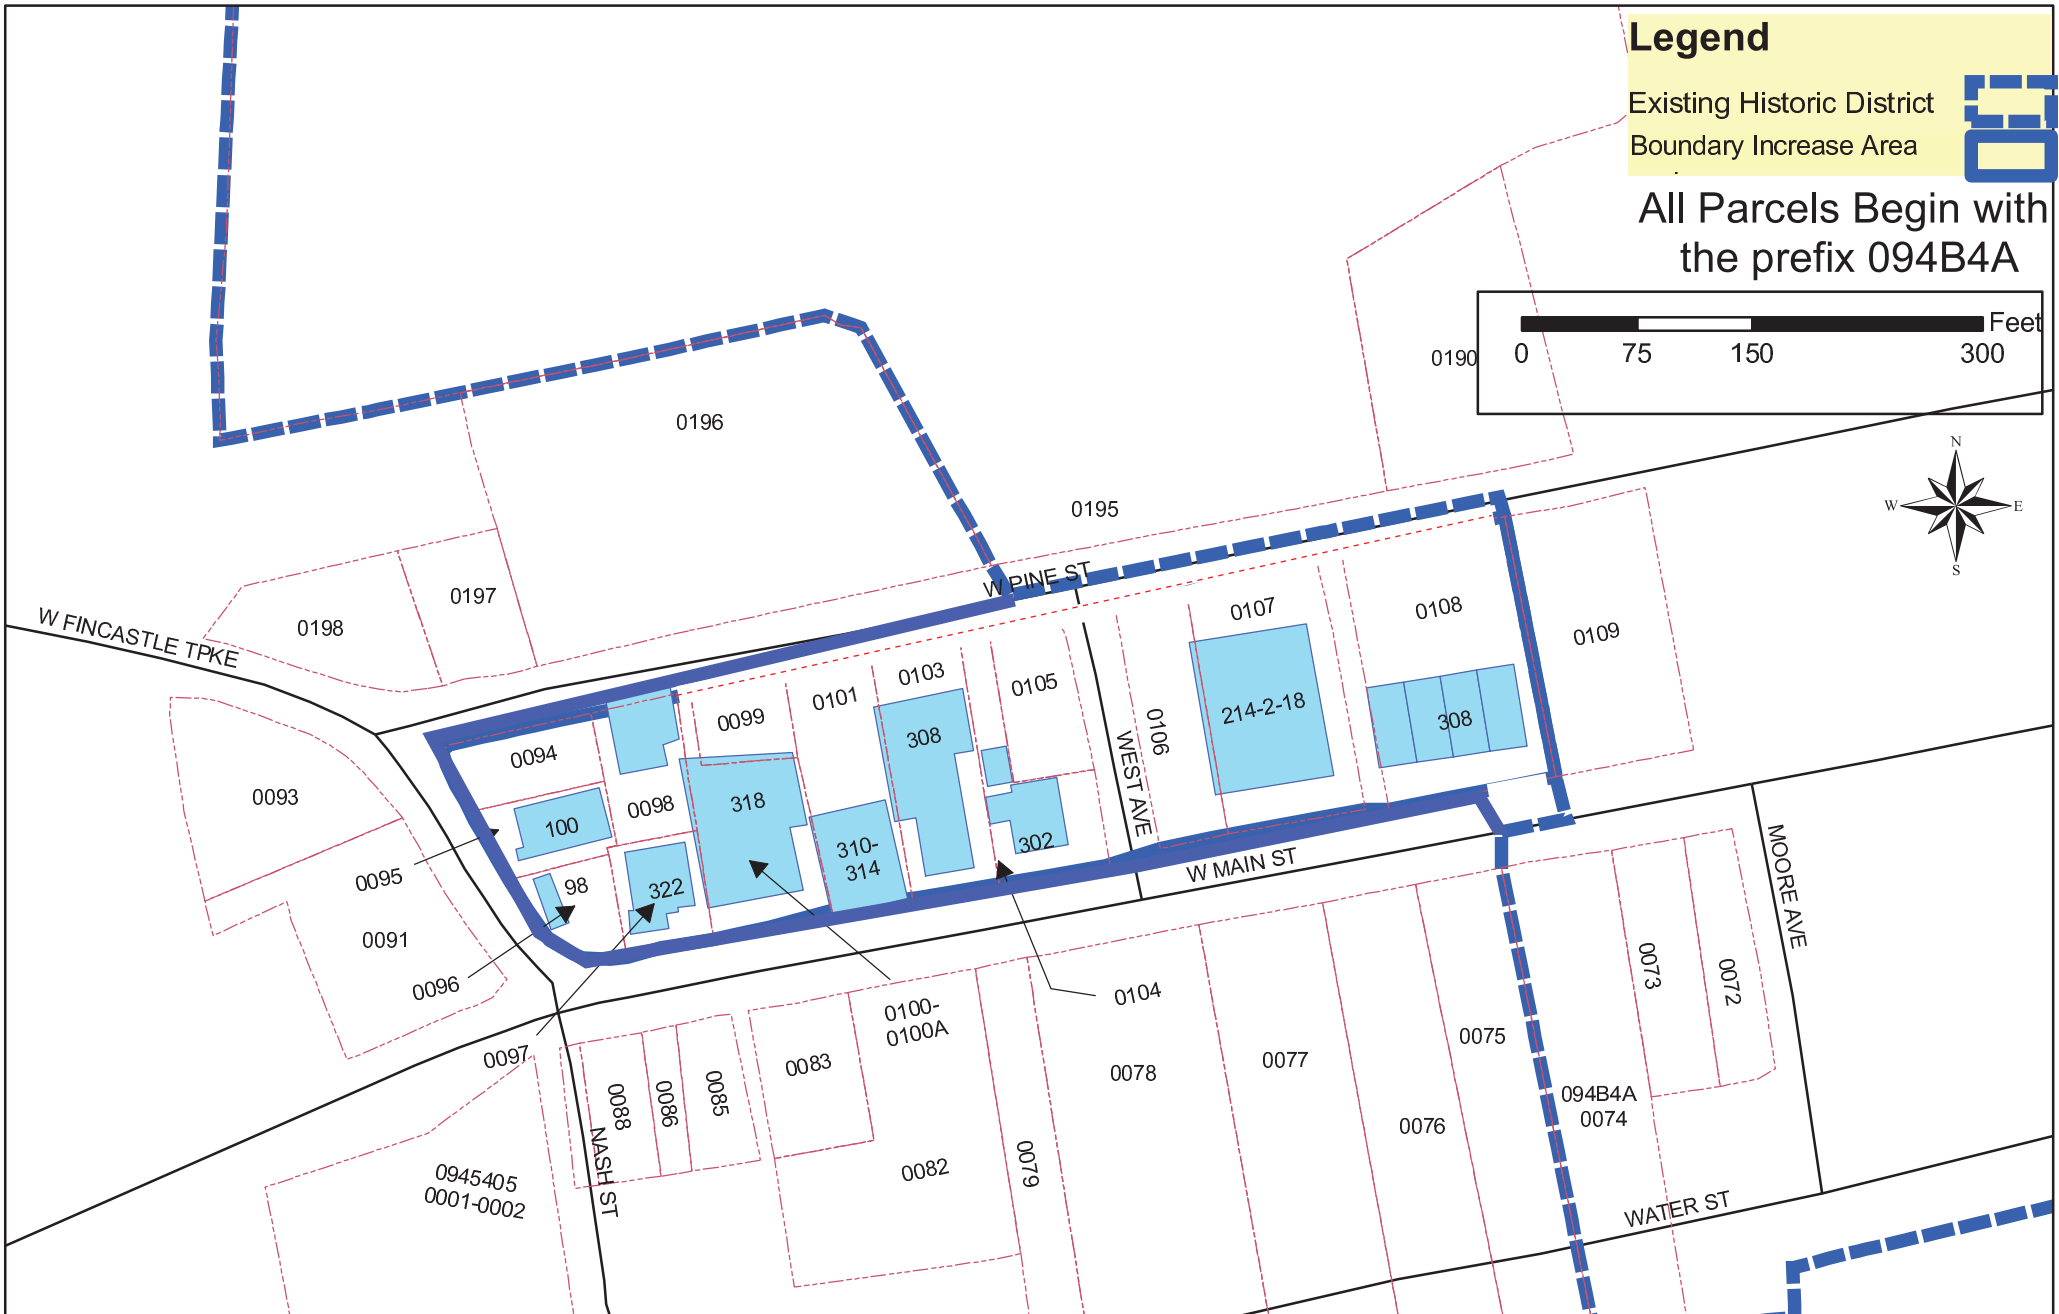 Legend
Existing Historic District
Boundary Increase Area
All Parcels Begin with
the prefix 094B4A
Feet
0 75 150 300
0190
N
W E
S
0196
0195
W PINE ST
0197
0198
W FINCASTLE TPKE
0107
0108
0109
0103
0105
0101
0099
0106
214-2-18
308
308
0094
0098
318
100
WEST AVE
310-
314
302
W MAIN ST
0093
0095
98
322
0091
0096
MOORE AVE
0104
0100-
0100A
0097
0073
0072
0075
0083
0078
0077
0088
0086
0085
094B4A
0074
0076
0082
0079
NASH ST
0945405
0001-0002
WATER ST